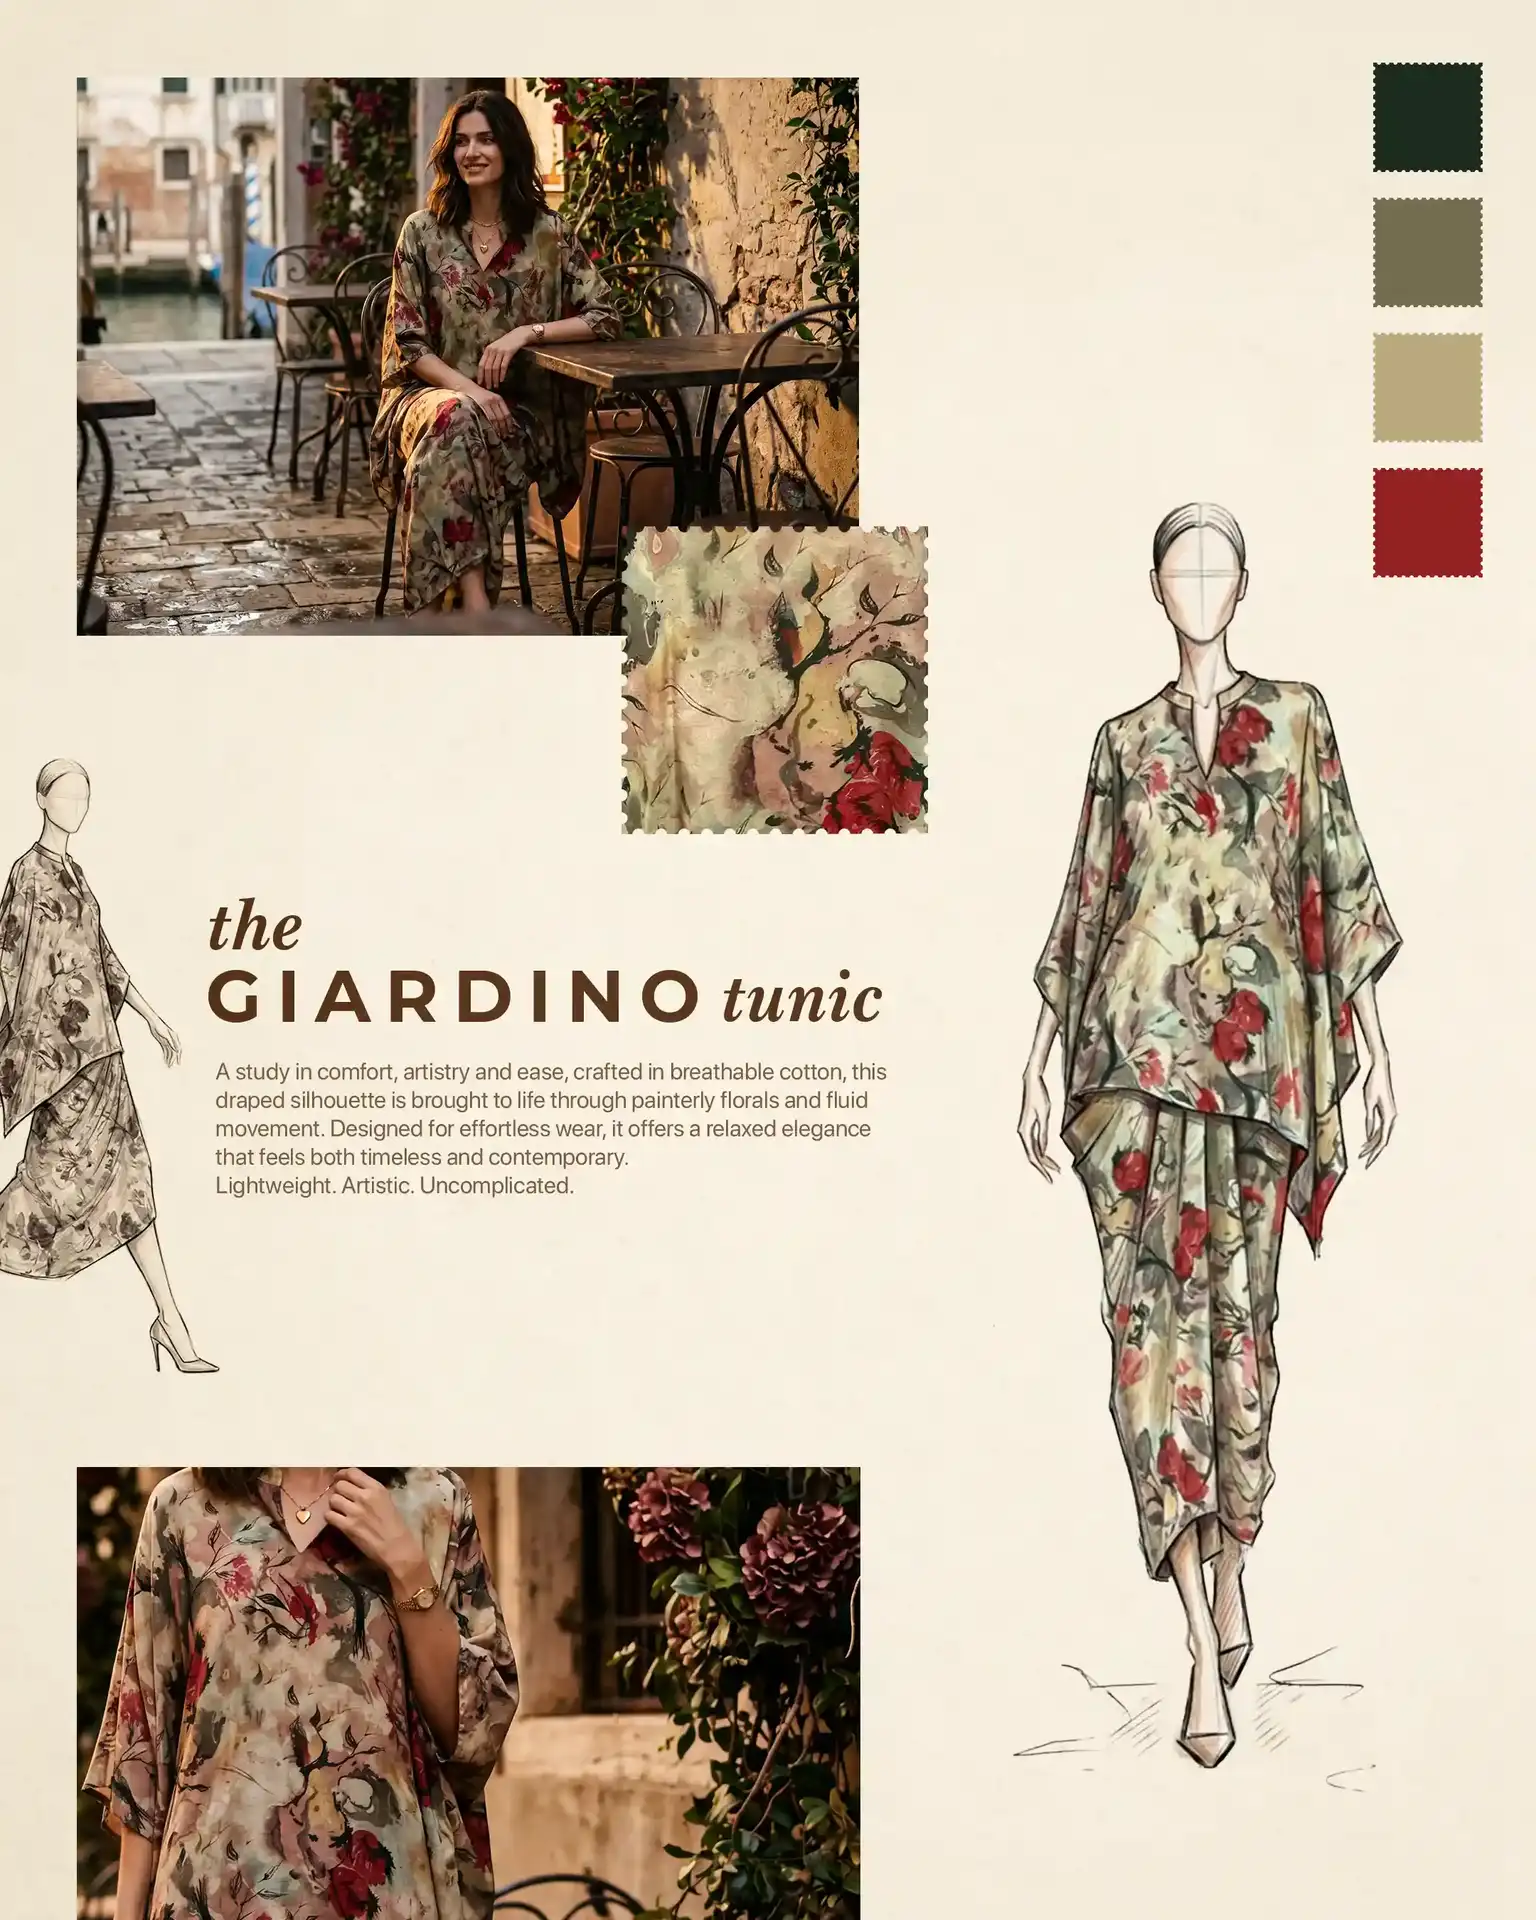 the
GIARDINO tunic
A study in comfort, artistry and ease, crafted in breathable cotton, this
draped silhouette is brought to life through painterly florals and fluid
movement. Designed for effortless wear, it offers a relaxed elegance
that feels both timeless and contemporary.
Lightweight. Artistic. Uncomplicated.